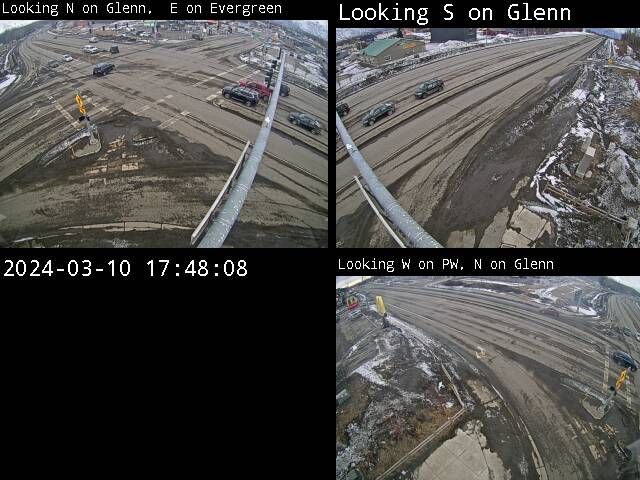 Looking N on Glenn,  E on Evergreen
Looking S on Glenn
2024-03-10 17:48:08
Looking W on PW, N on Glenn